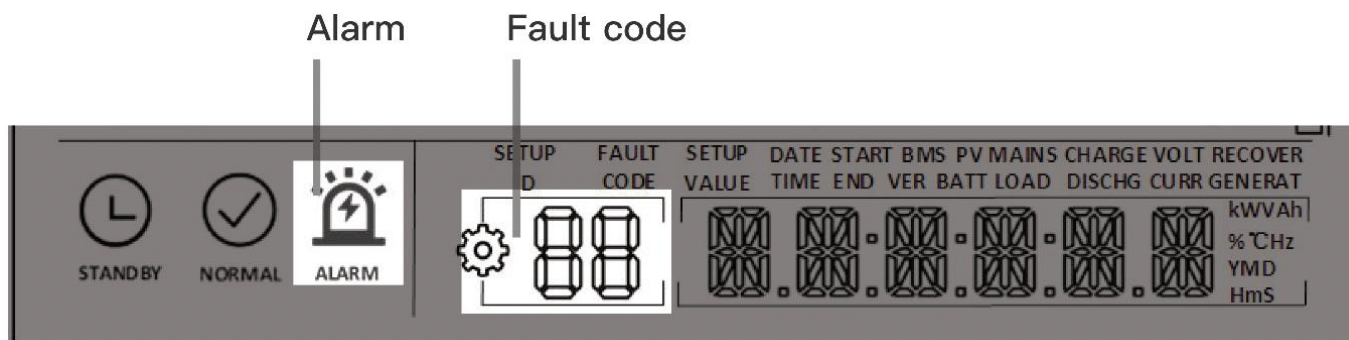 Alarm Fault code
SETUP FAULT SETUP DATE START BMS PV MAINS CHARGE VOLT RECOVER
D CODE VALUE TIME END VER BATT LOAD DISCHG CURR GENERAT
88
kWVAh
% ℃Hz
YMD
HmS
STANDBY NORMAL ALARM